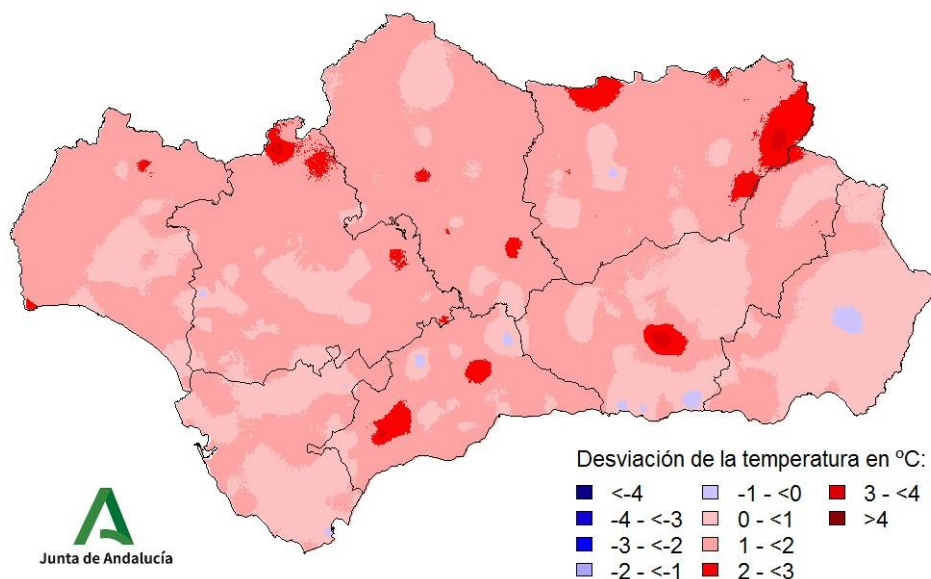 Desviación de la temperatura en ºC:
<-4
-4 - <-3
-3 - <-2
-2 - <-1
-1 - <0
0 - <1
1 - <2
2 - <3
3 - <4
>4
Junta de Andalucía